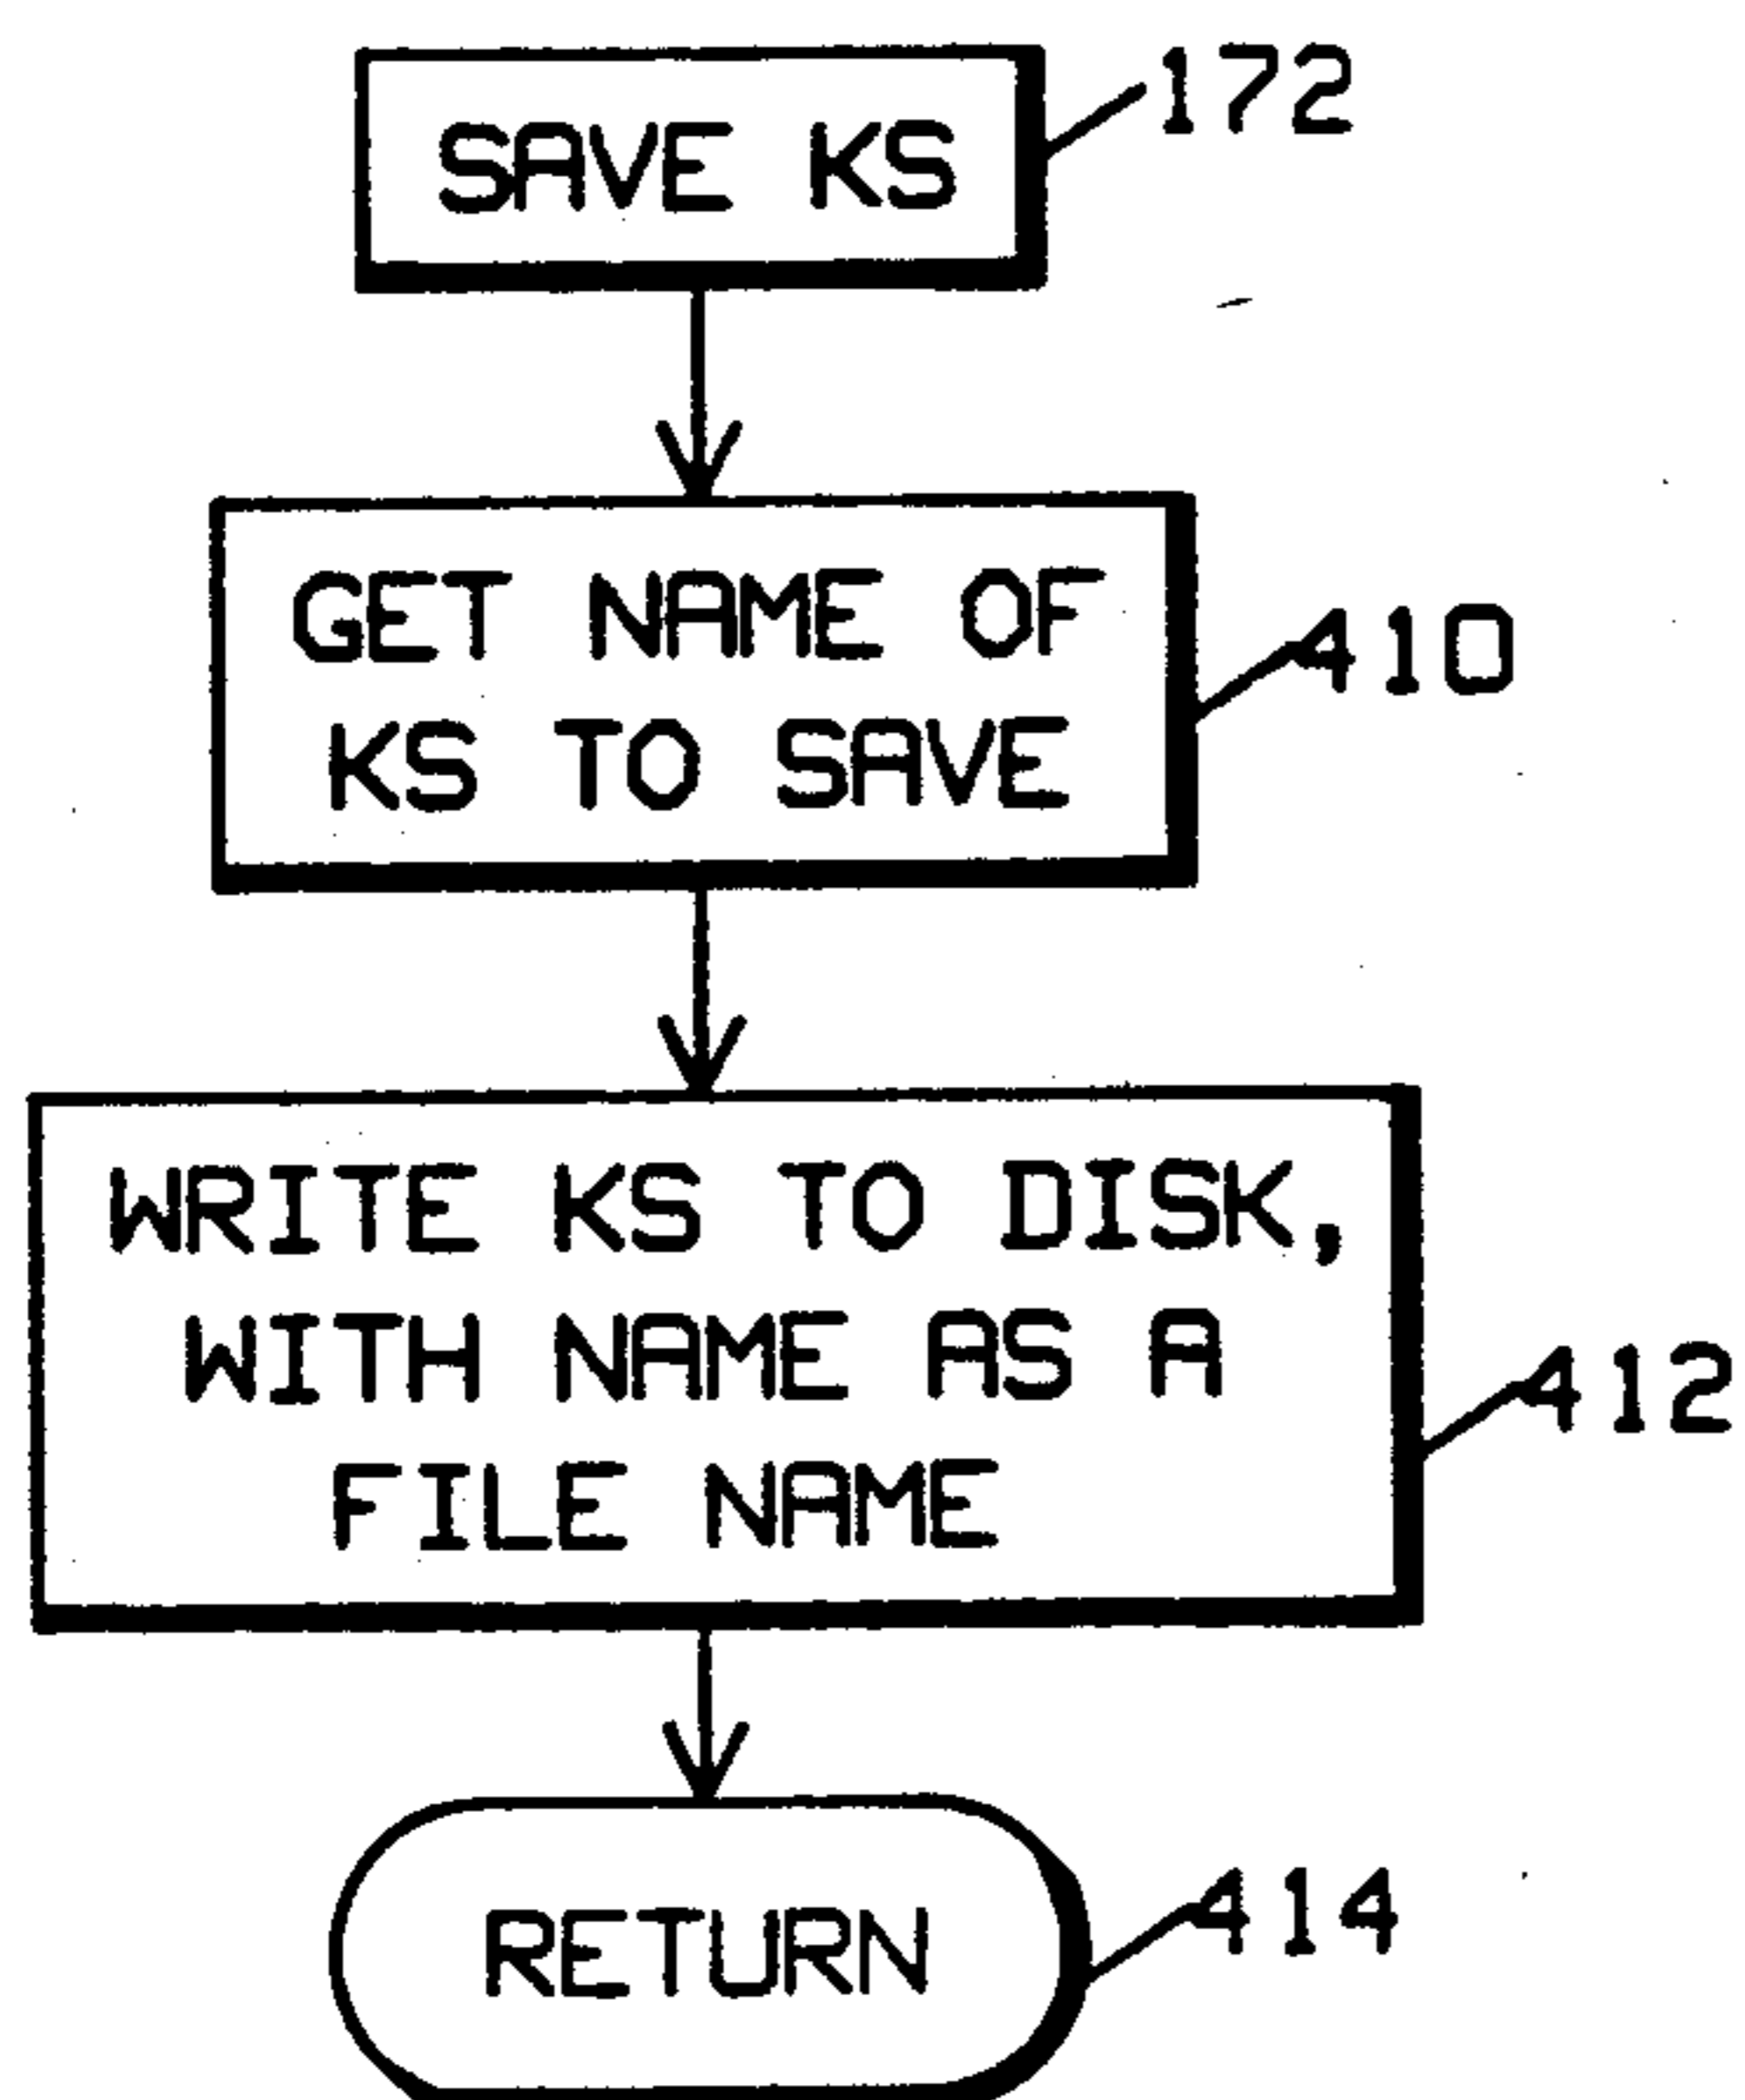 SAVE KS
172
GET NAME OF
KS TO SAVE
410
WRITE KS TO DISK,
WITH NAME AS A
FILE NAME
412
RETURN
414